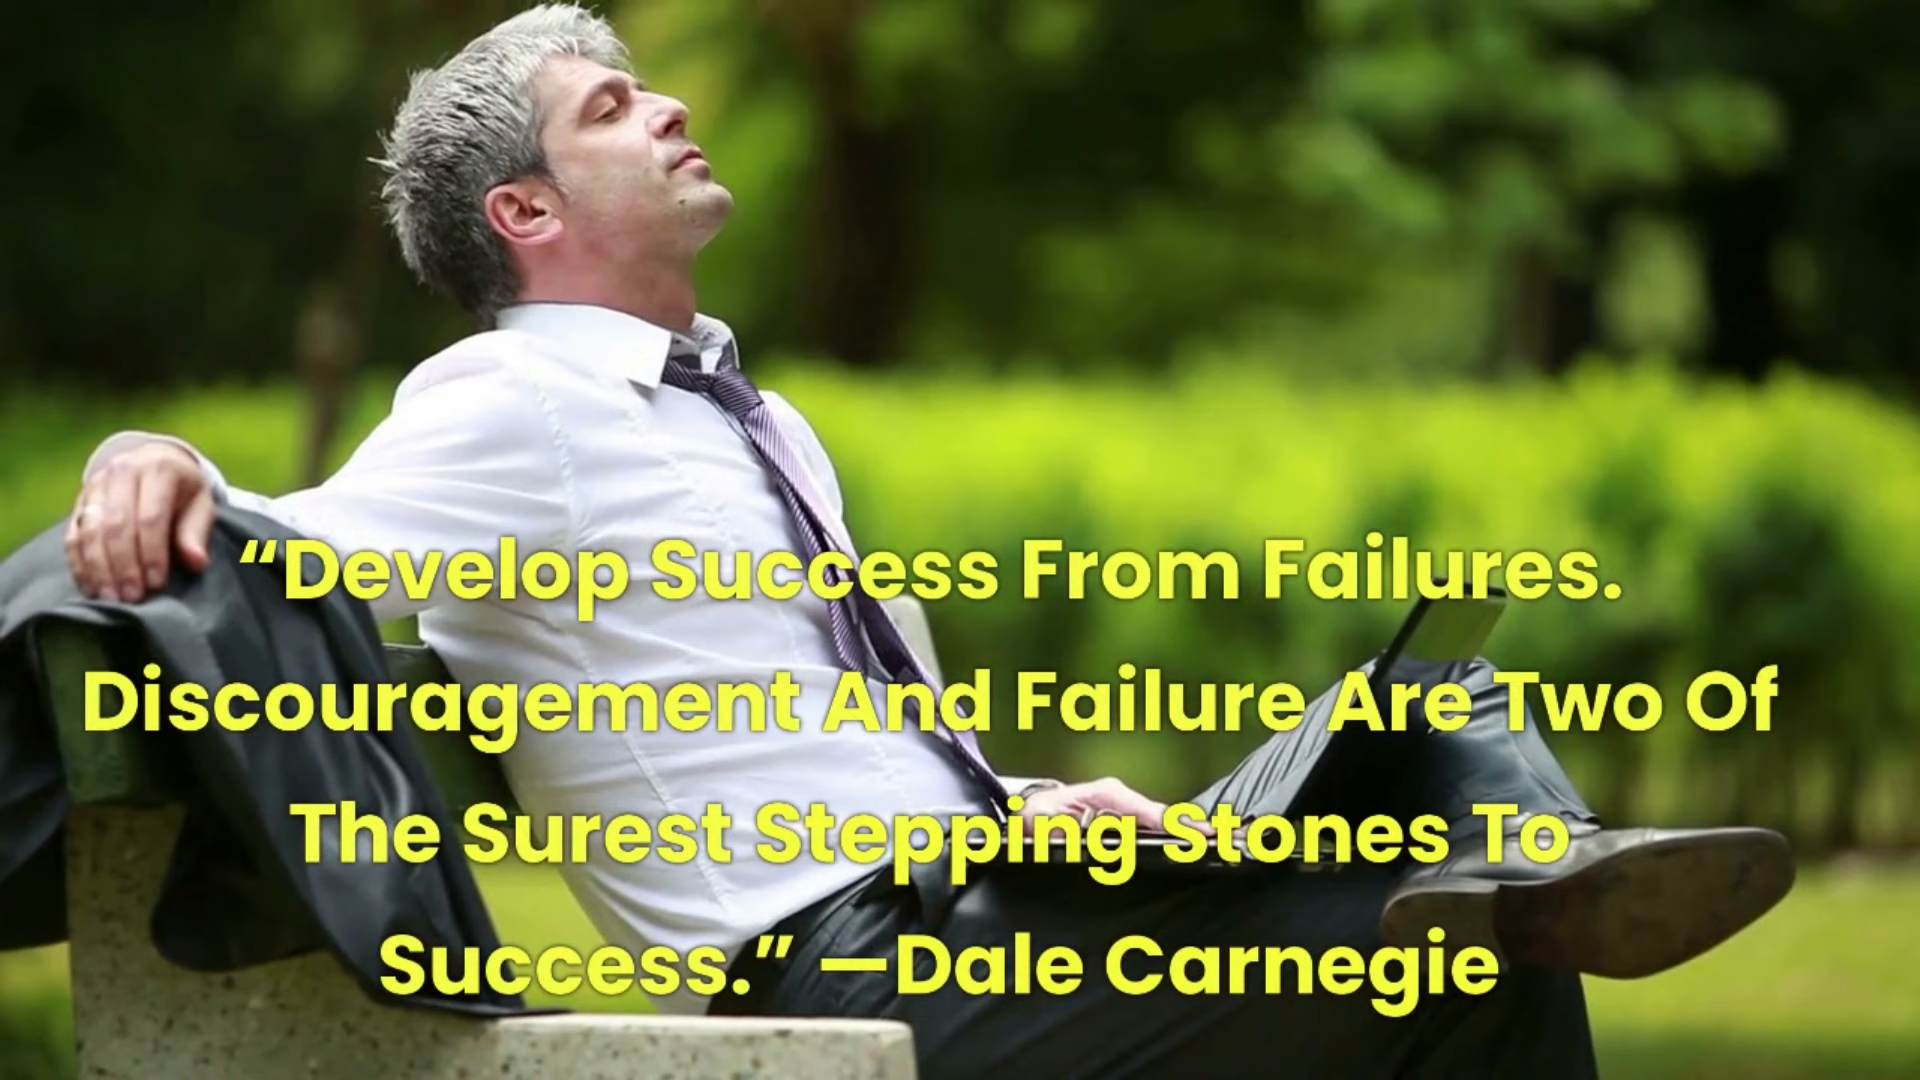 “Develop Success From Failures.
Discouragement And Failure Are Two Of
The Surest Stepping Stones To
Success.” —Dale Carnegie